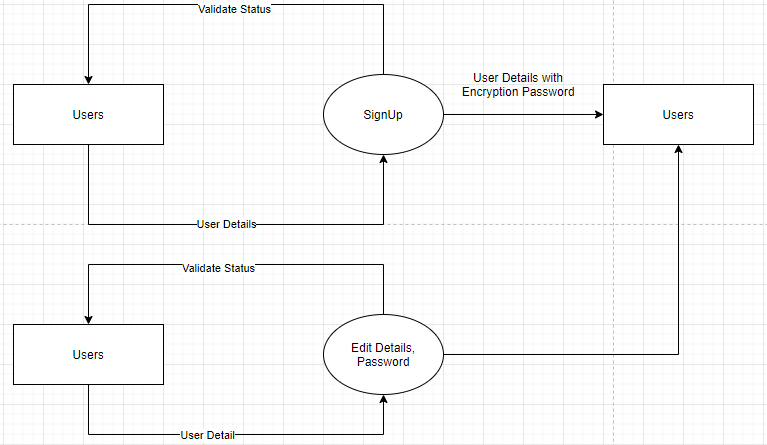 Validate Status
User Details with
Encryption Password
Users
SignUp
Users
User Details
Validate Status
Users
Edit Details,
Password
User Detail